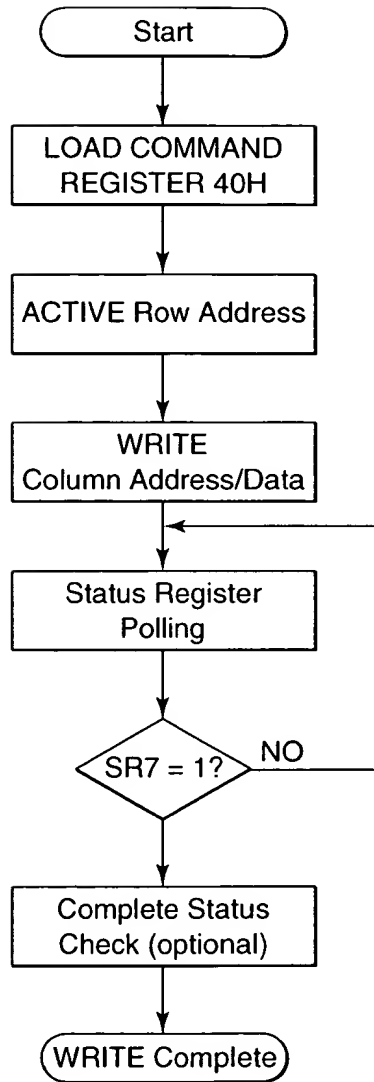 Start
LOAD COMMAND
REGISTER 40H
ACTIVE Row Address
WRITE
Column Address/Data
Status Register
Polling
SR7 = 1?
NO
Complete Status
Check (optional)
WRITE Complete